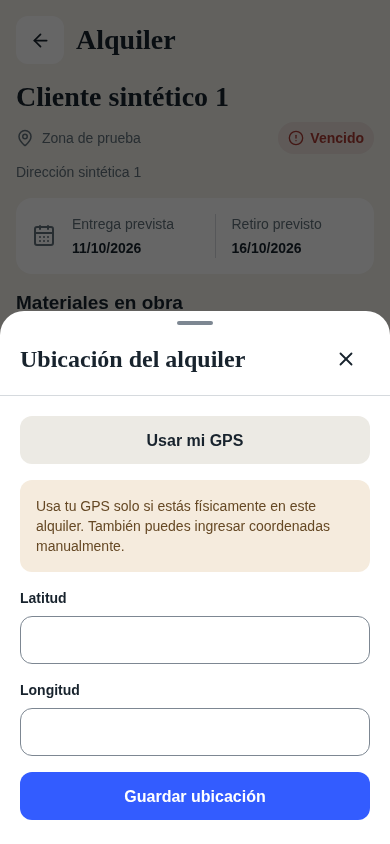 Alquiler
Cliente sintético 1
Zona de prueba
Vencido
Dirección sintética 1
Entrega prevista
Retiro previsto
11/10/2026
16/10/2026
Materiales en obra
Ubicación del alquiler
Usar mi GPS
Usa tu GPS solo si estás físicamente en este
alquiler. También puedes ingresar coordenadas
manualmente.
Latitud
Longitud
Guardar ubicación